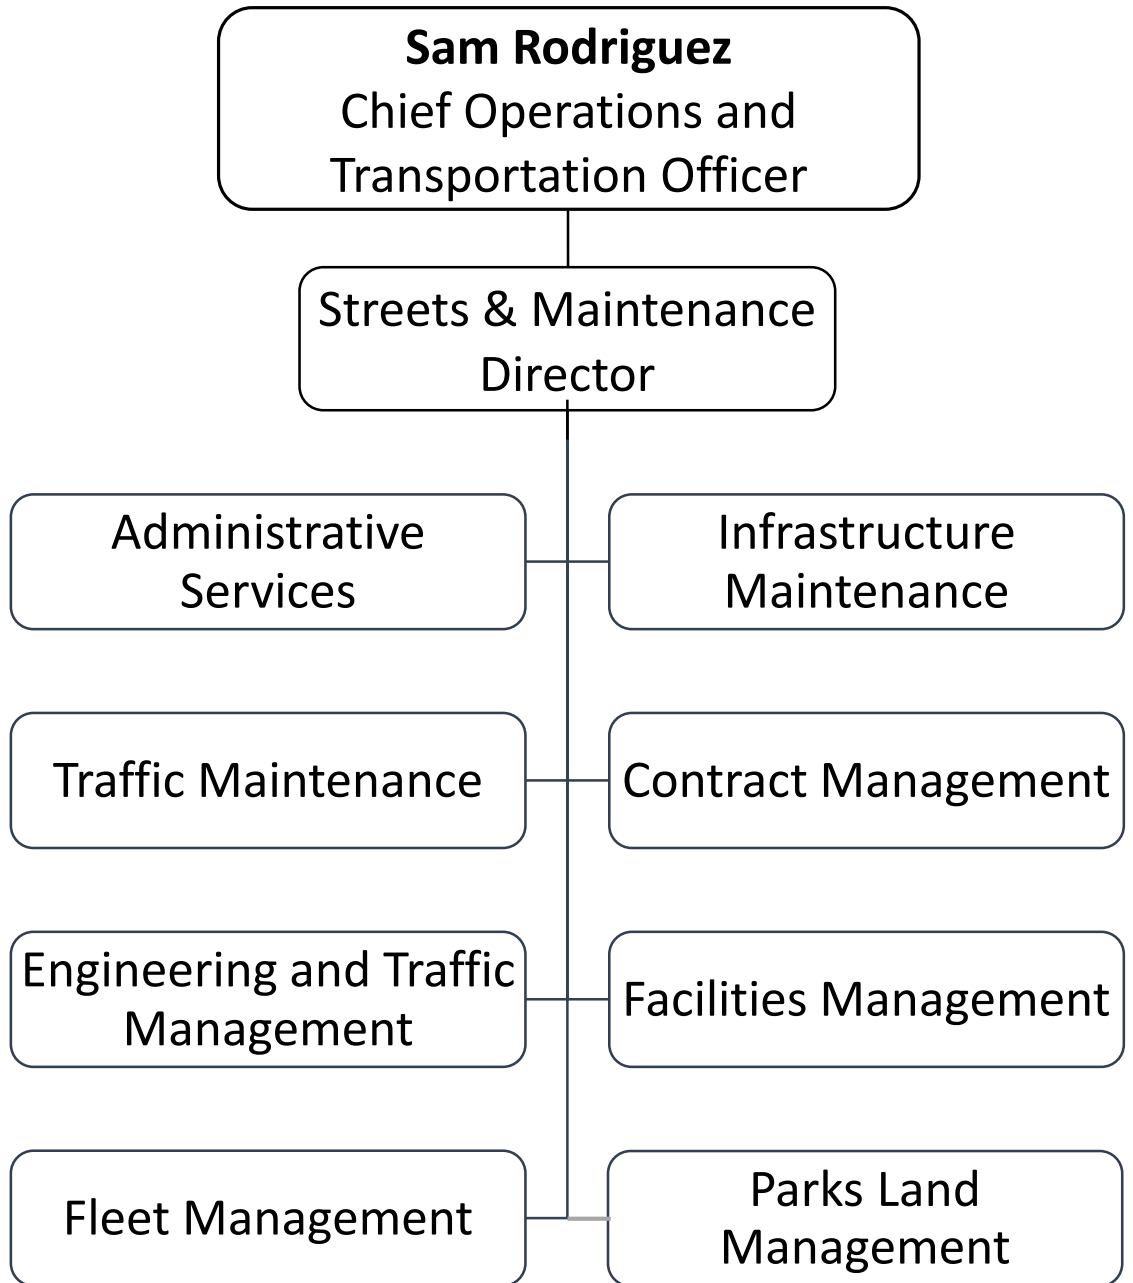 Sam Rodriguez
Chief Operations and
Transportation Officer
Streets & Maintenance
Director
Administrative
Services
Infrastructure
Maintenance
Traffic Maintenance
Contract Management
Engineering and Traffic
Management
Facilities Management
Fleet Management
Parks Land
Management